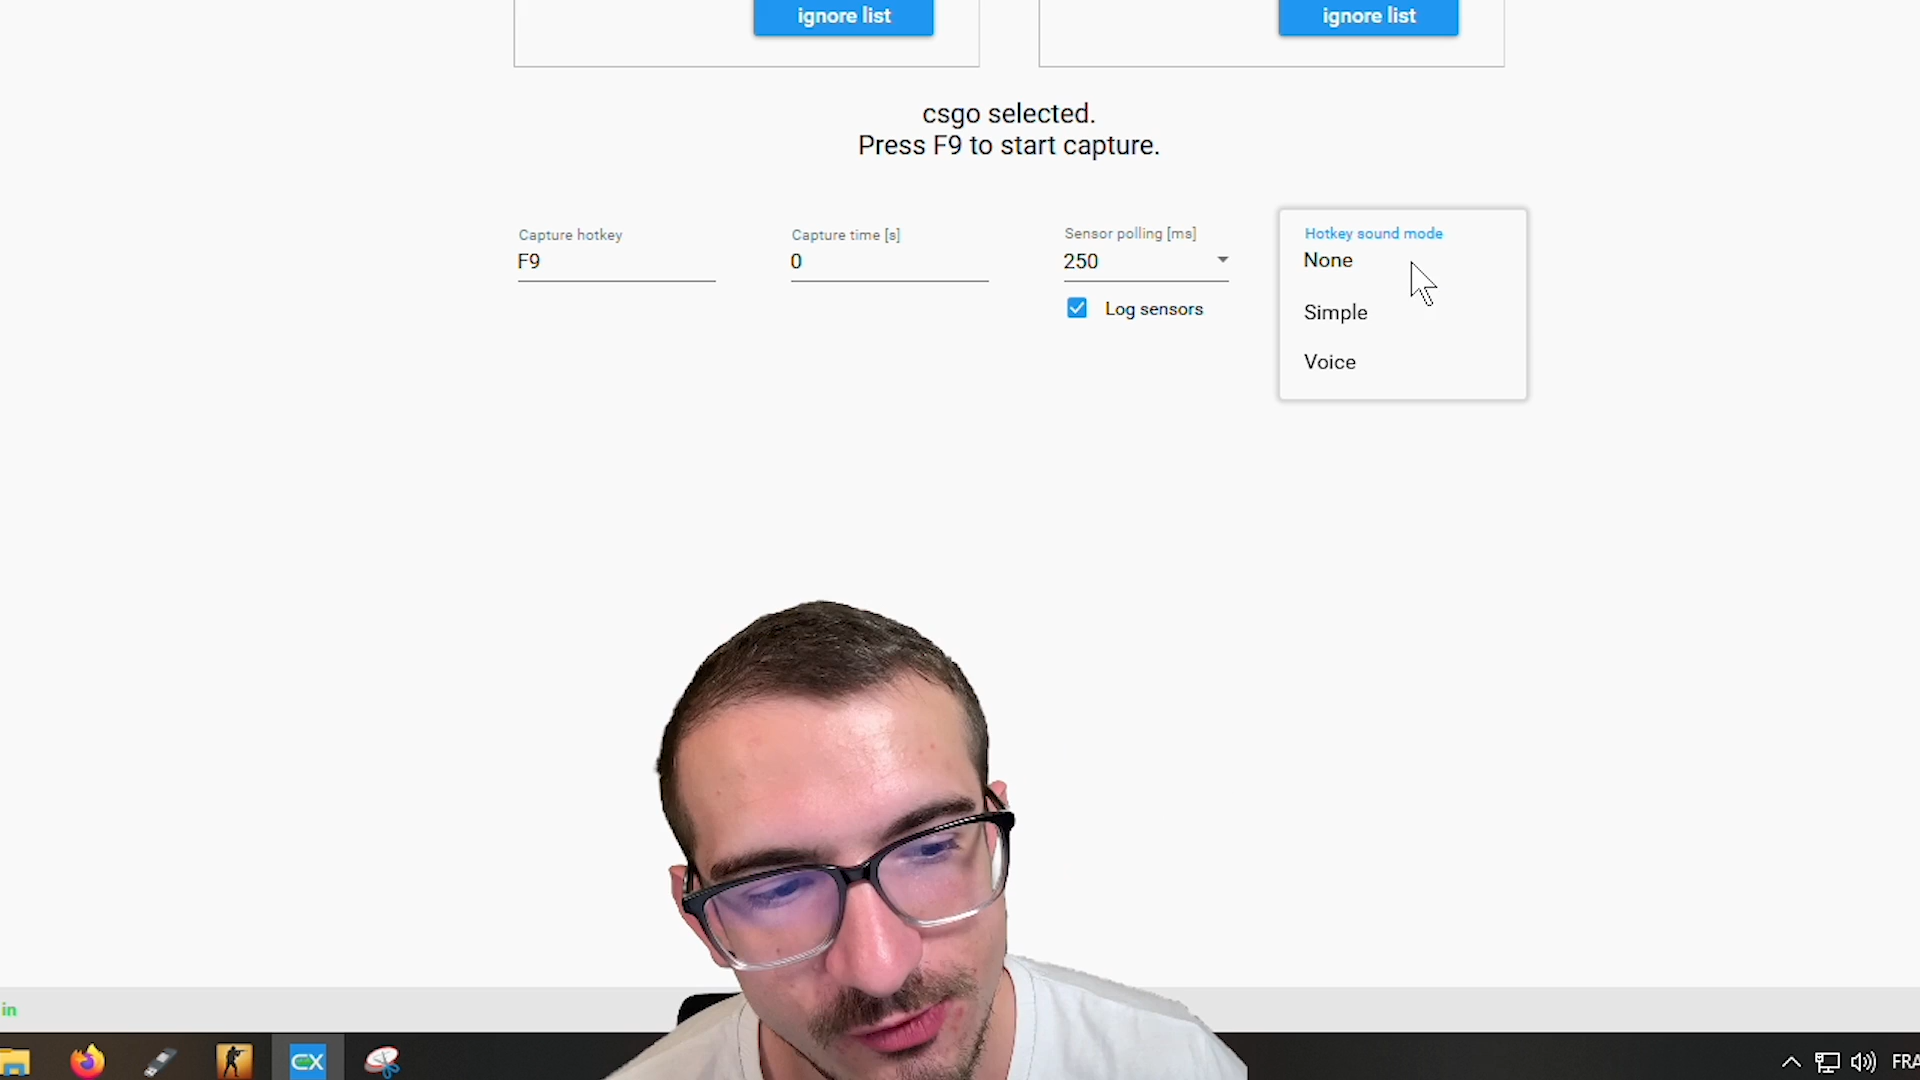 ignore list
ignore list
csgo selected.
Press F9 to start capture.
Capture hotkey
F9
Capture time [s]
0
Sensor polling [ms]
250
Log sensors
Hotkey sound mode
None
Simple
Voice
in
CX
FRA